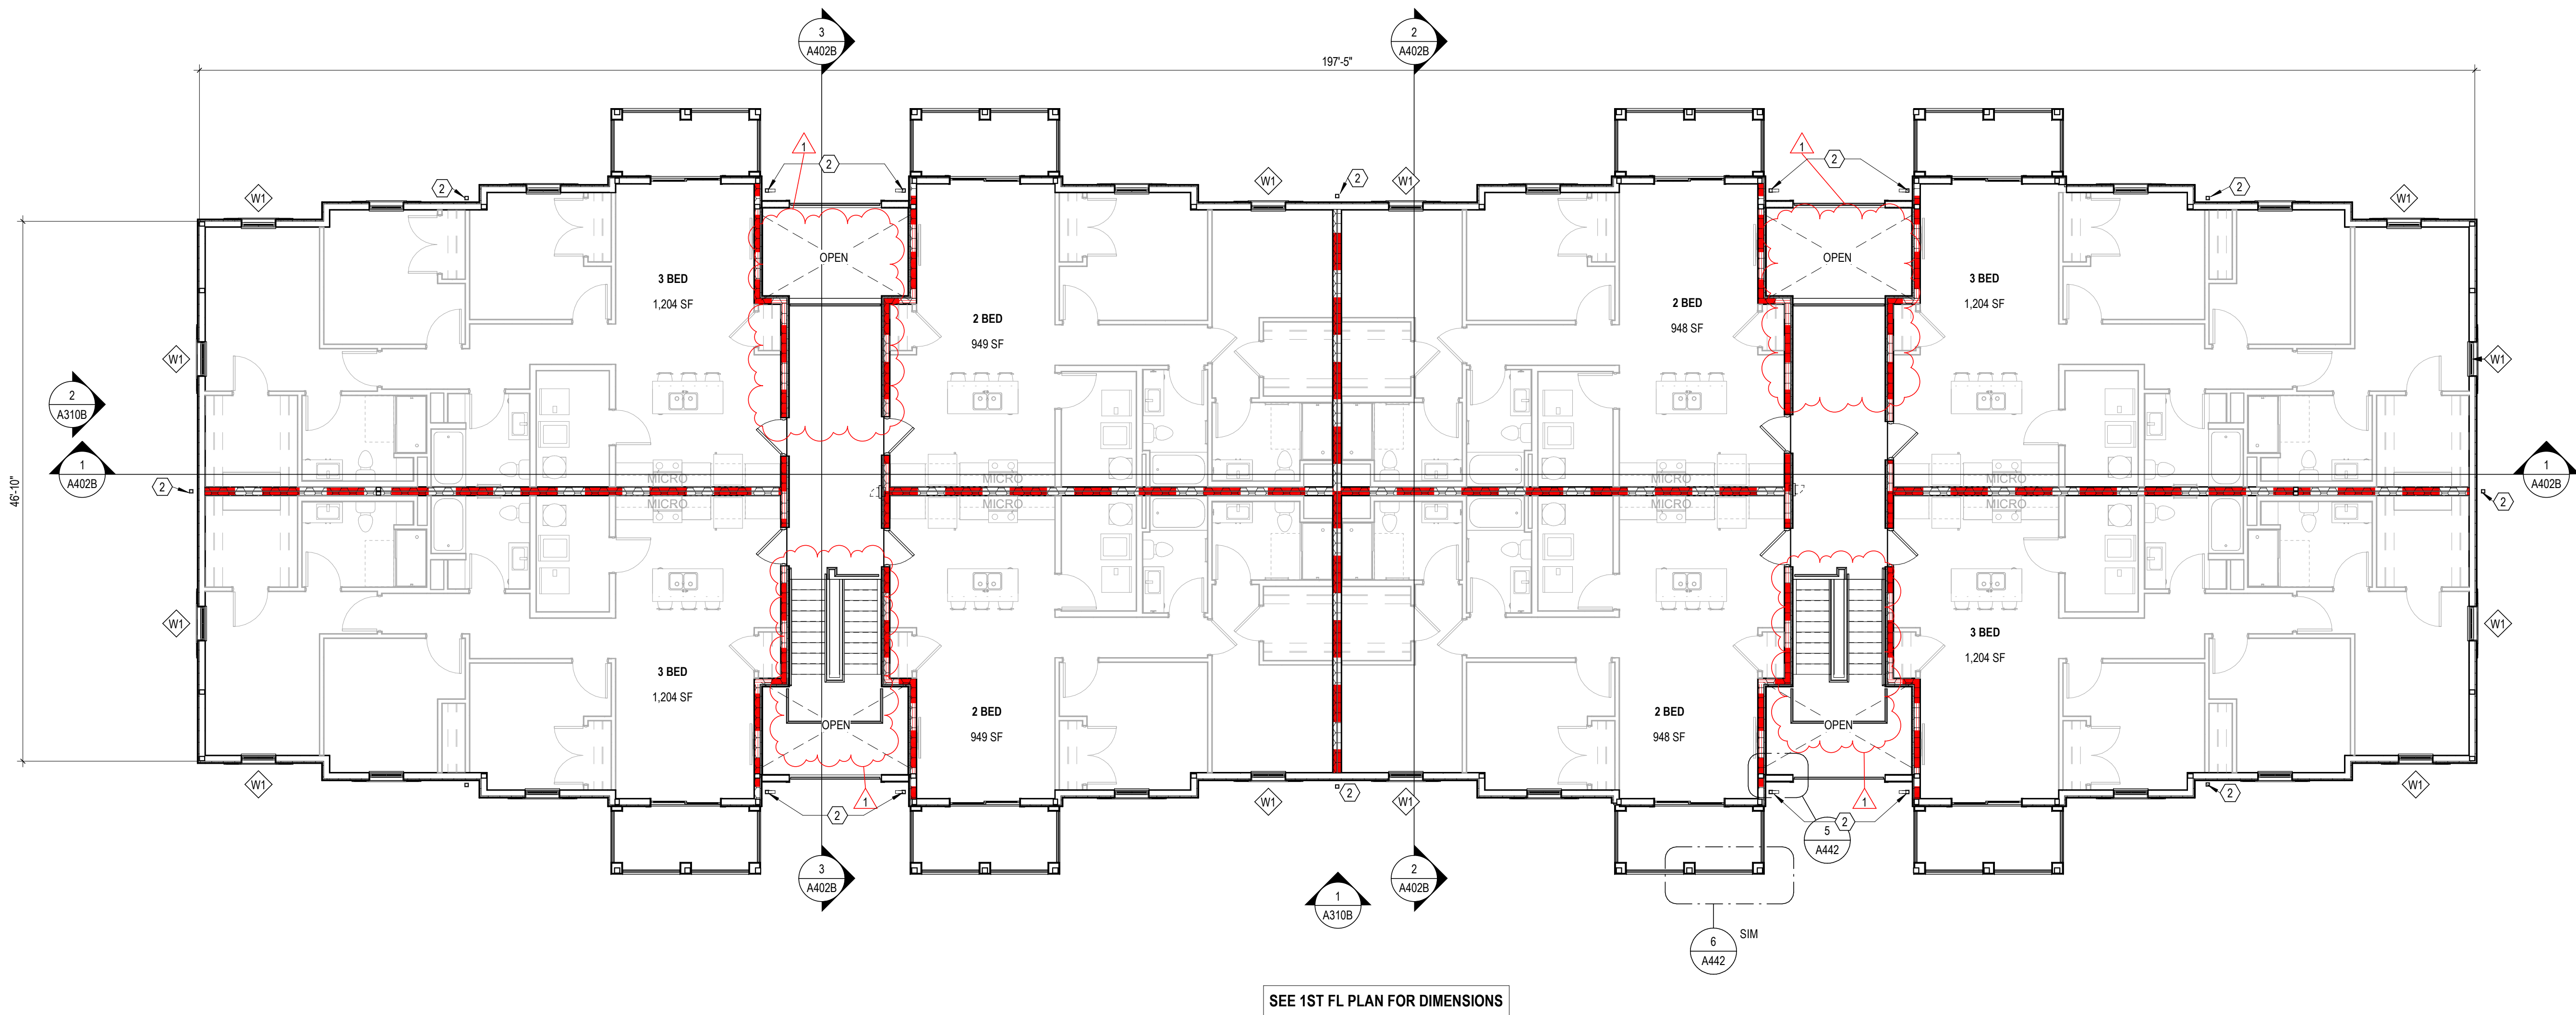 3
A402B
2
A402B
197'-5"
1
2
2
2
1
2
2
W1
W1
W1
W1
OPEN
OPEN
3 BED
1,204 SF
2 BED
949 SF
2 BED
948 SF
3 BED
1,204 SF
W1
W1
2
A310B
1
A402B
1
A402B
46'-10"
2
2
MICRO
MICRO
MICRO
MICRO
MICRO
MICRO
MICRO
MICRO
W1
W1
3 BED
1,204 SF
2 BED
949 SF
2 BED
948 SF
3 BED
1,204 SF
OPEN
OPEN
W1
W1
W1
W1
1
2
2
1
2
2
5
A442
3
A402B
2
A402B
1
A310B
6
A442
SIM
SEE 1ST FL PLAN FOR DIMENSIONS